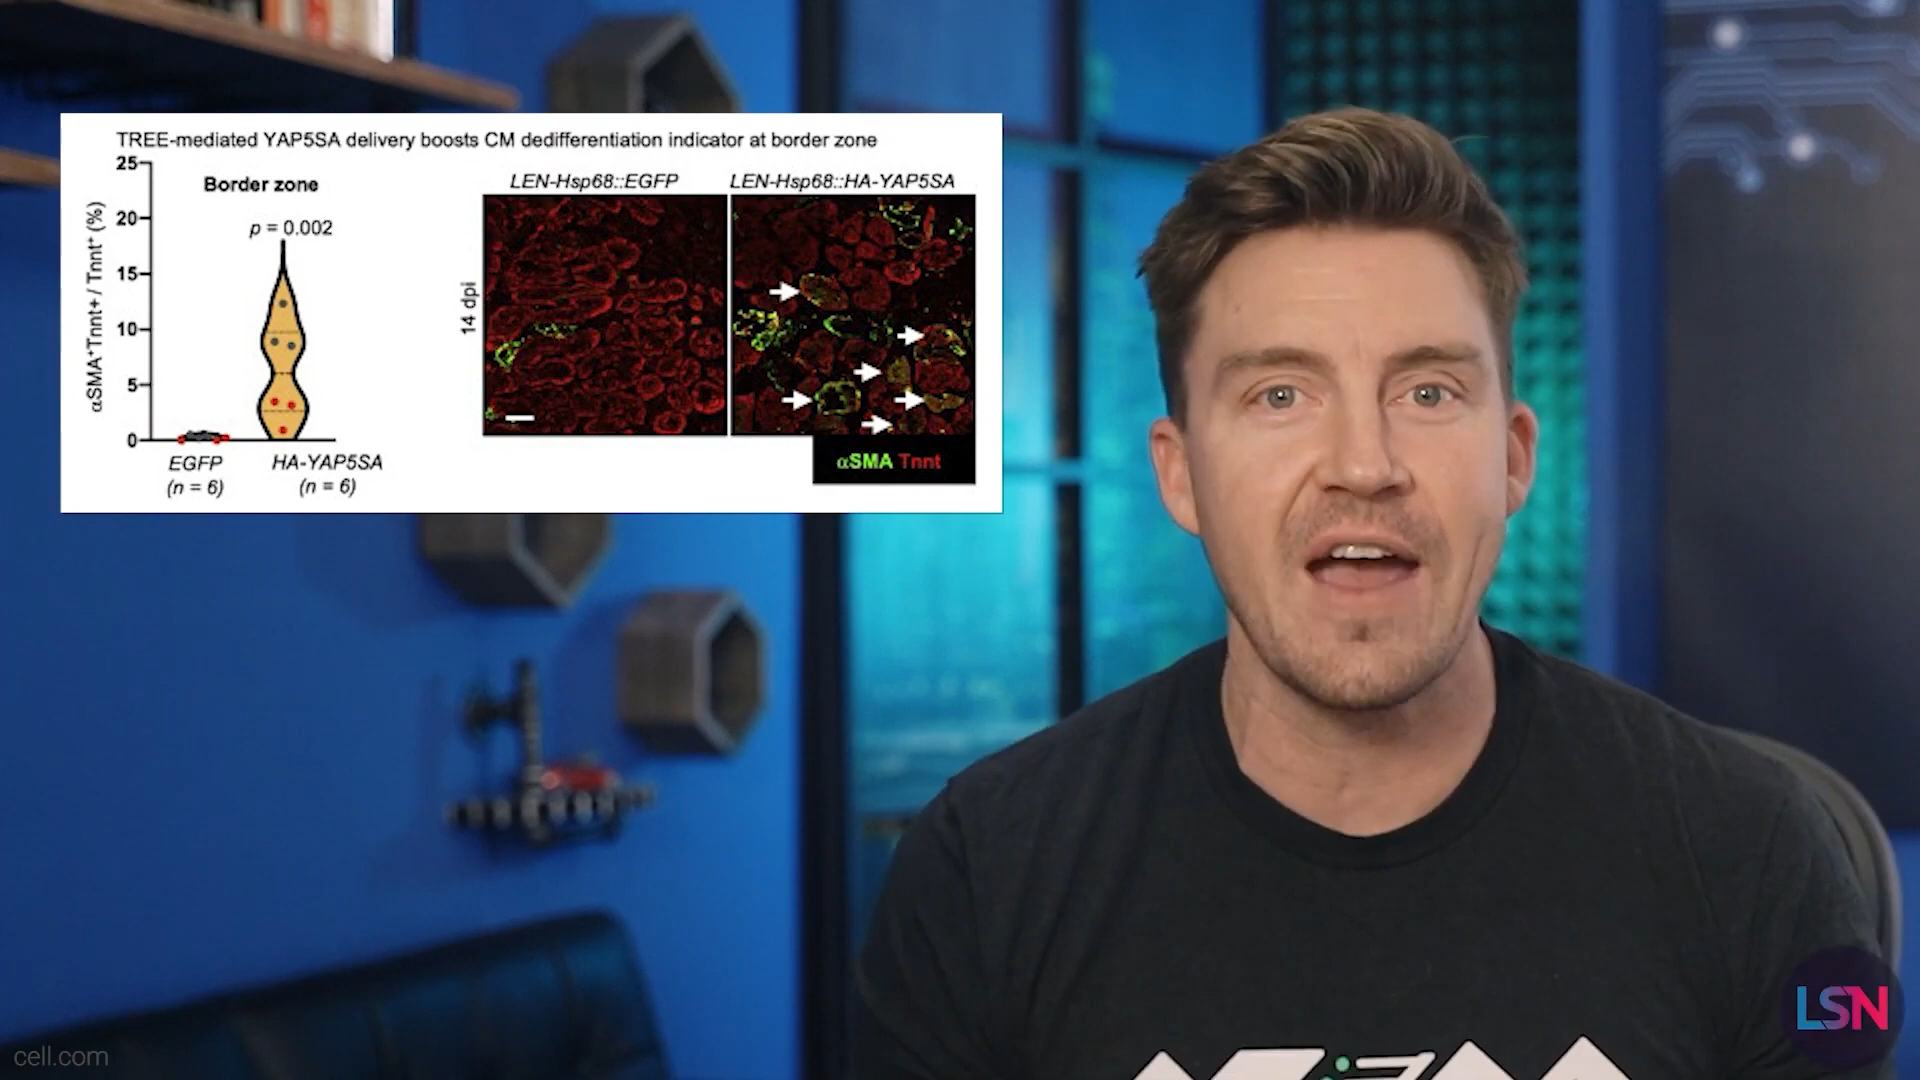 TREE-mediated YAP5SA delivery boosts CM dedifferentiation indicator at border zone
25
20
15
10
5
0
αSMA⁺Tnnt+ / Tnnt⁺ (%)
Border zone
p = 0.002
EGFP
(n = 6)
HA-YAP5SA
(n = 6)
LEN-Hsp68::EGFP
LEN-Hsp68::HA-YAP5SA
14 dpi
αSMA Tnnt
LSN
cell.com